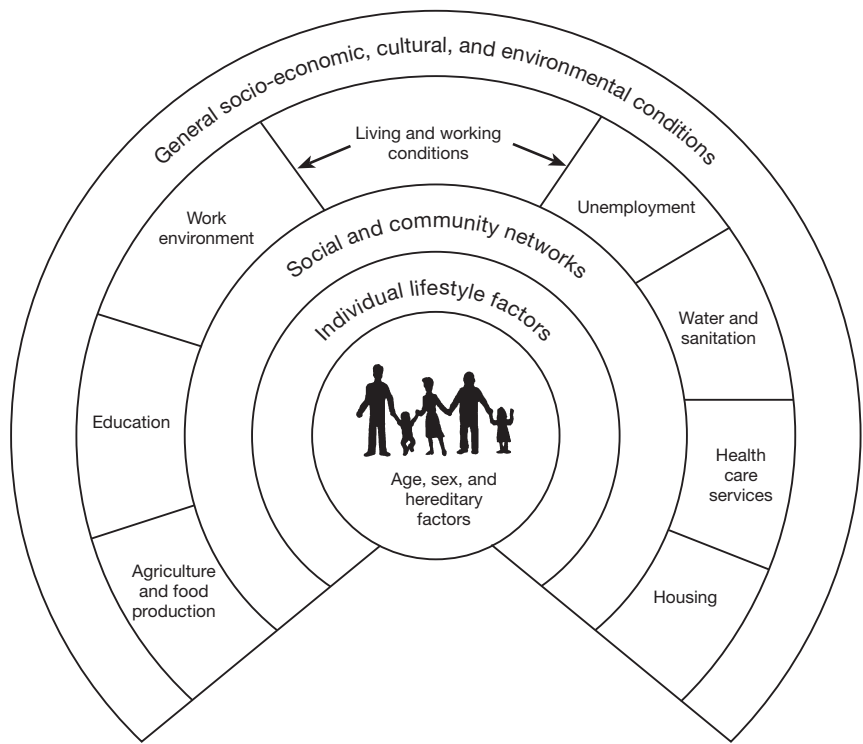 General socio-economic, cultural, and environmental conditions
Living and working
conditions
Work
environment
Unemployment
Social and community networks
Individual lifestyle factors
Water and
sanitation
Education
Health
care
services
Age, sex, and
hereditary
factors
Agriculture
and food
production
Housing